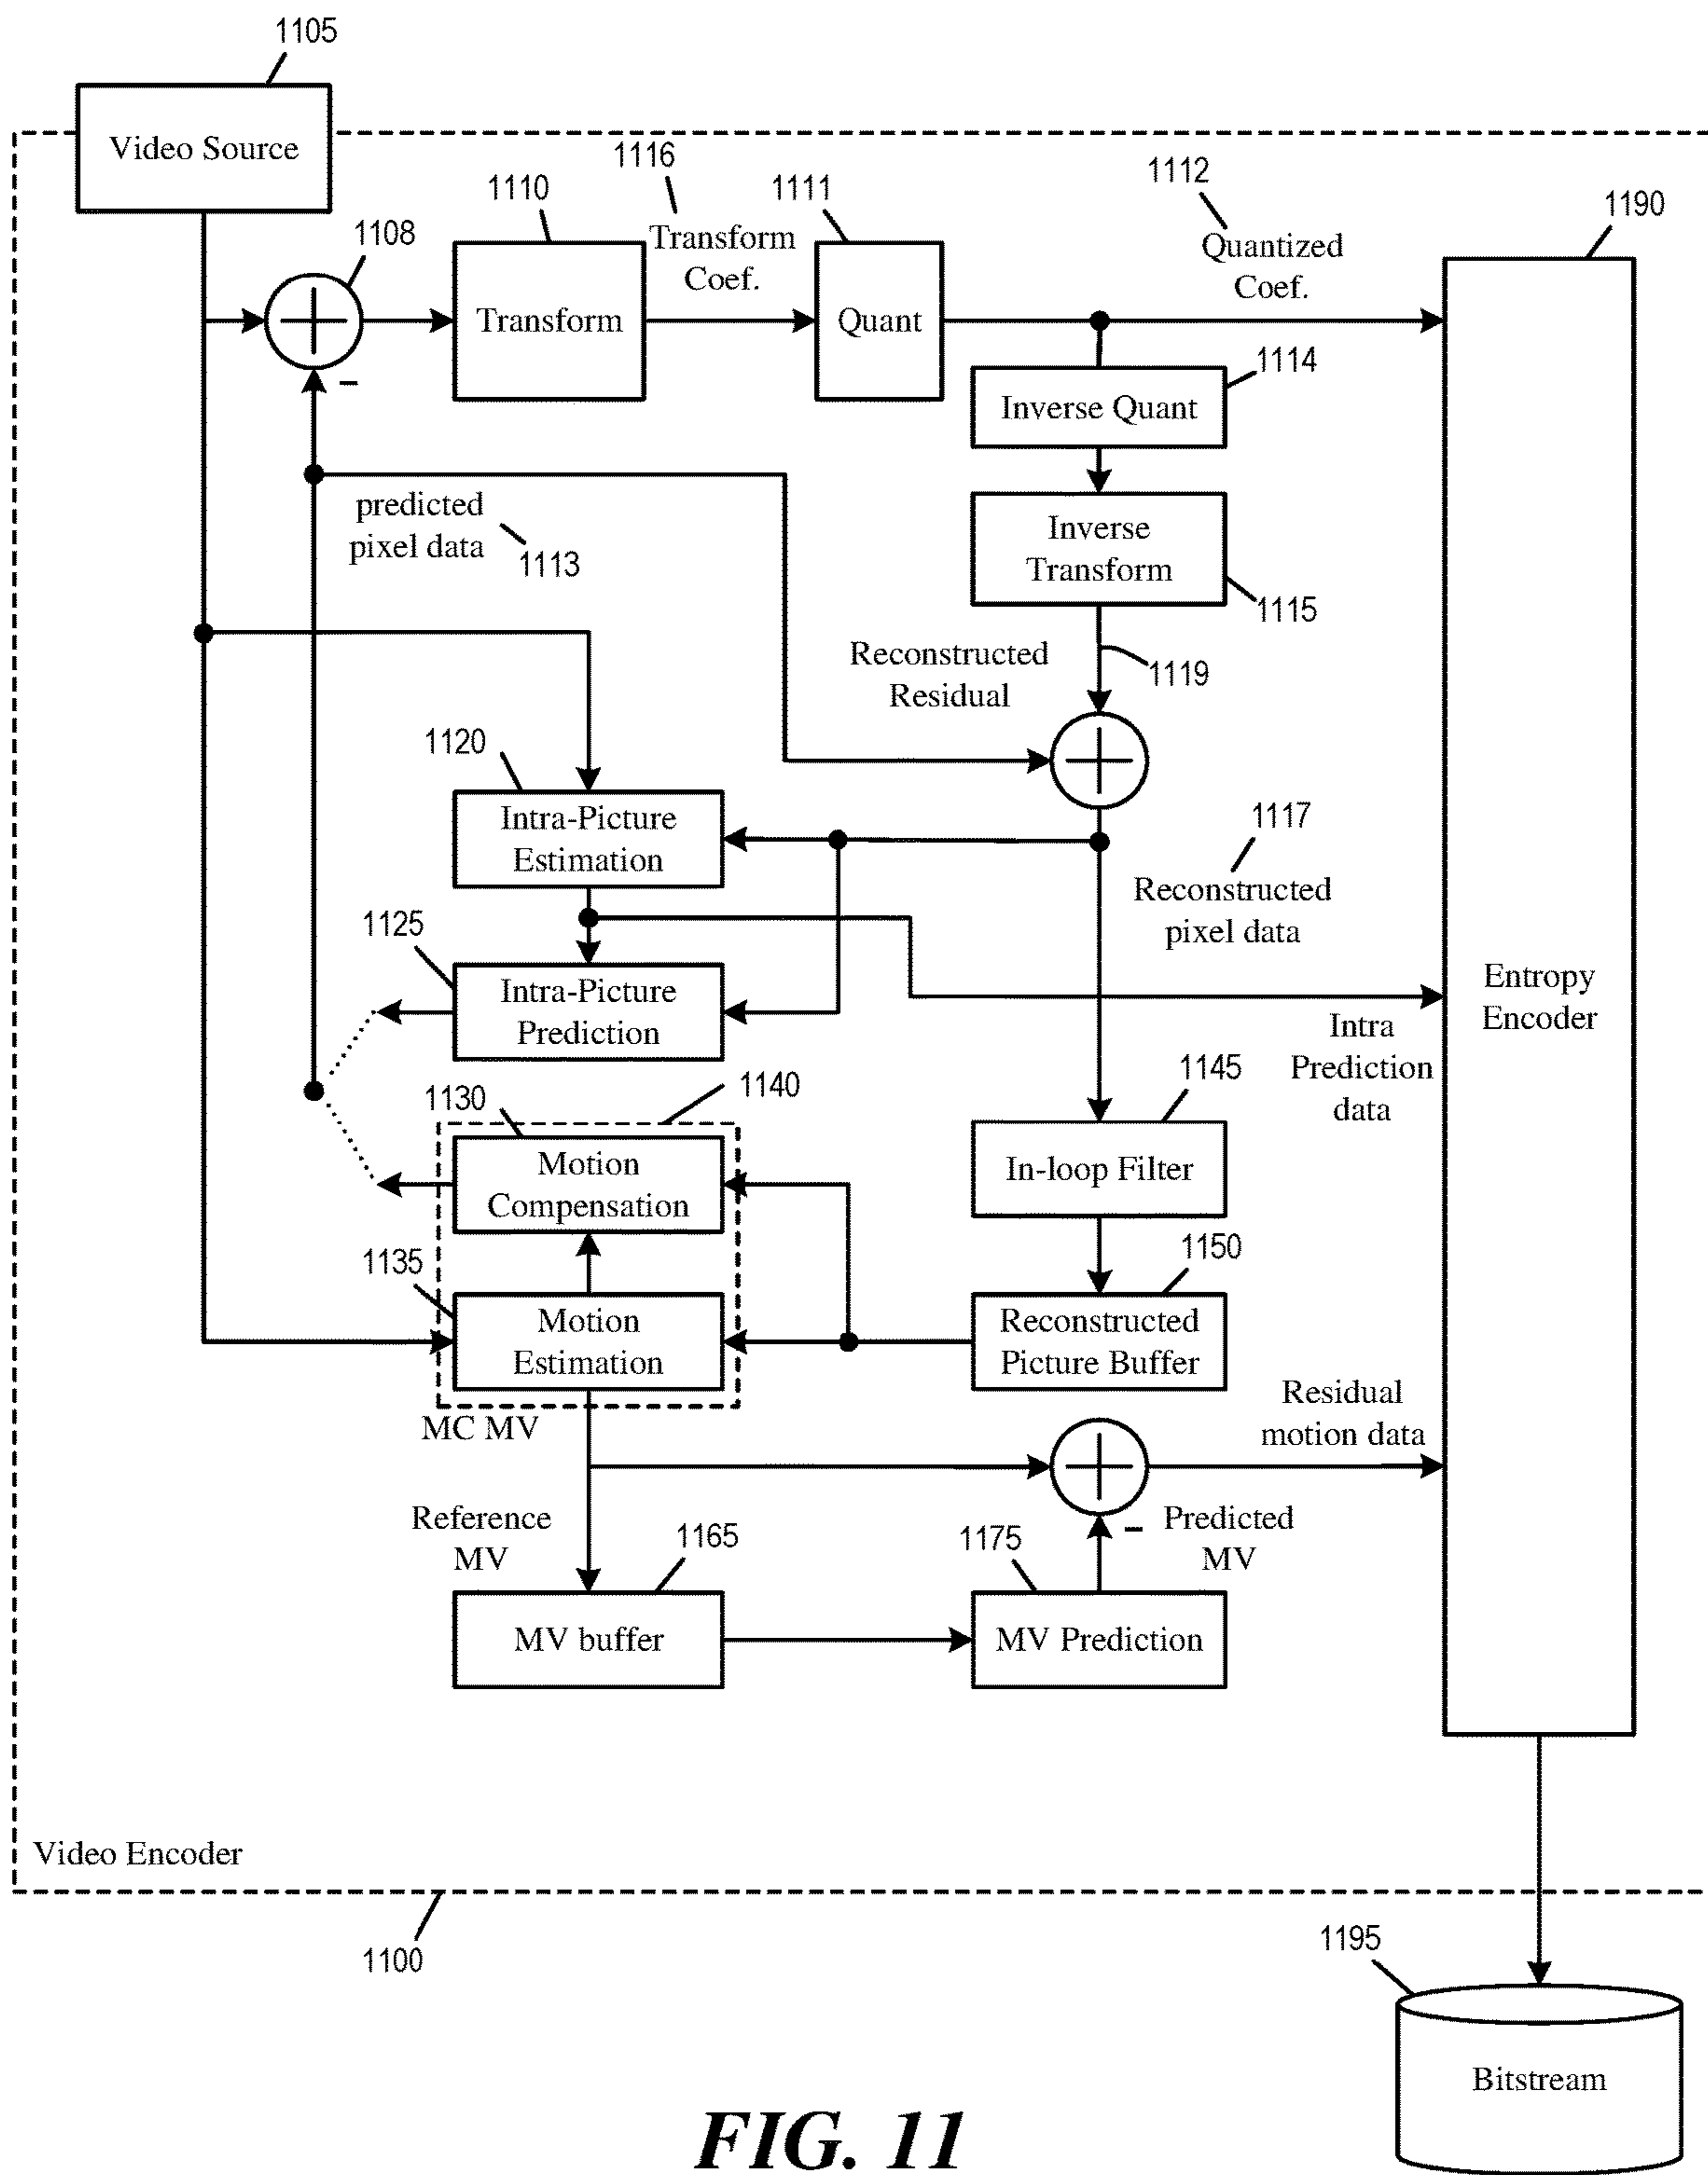 1105
Video Source
1116
1110
1111
1112
1190
1108
Transform
Coef.
Quantized
Coef.
Transform
Quant
1114
–
Inverse Quant
predicted
pixel data
1113
Inverse
Transform
1115
Reconstructed
Residual
1119
1120
Intra-Picture
Estimation
1117
Reconstructed
pixel data
1125
Intra-Picture
Prediction
Entropy
Encoder
Intra
Prediction
data
1130
1140
1145
Motion
Compensation
In-loop Filter
1135
1150
Motion
Estimation
Reconstructed
Picture Buffer
MC MV
Residual
motion data
Reference
MV
1165
1175
– Predicted
MV
MV buffer
MV Prediction
Video Encoder
1100
1195
Bitstream
FIG. 11